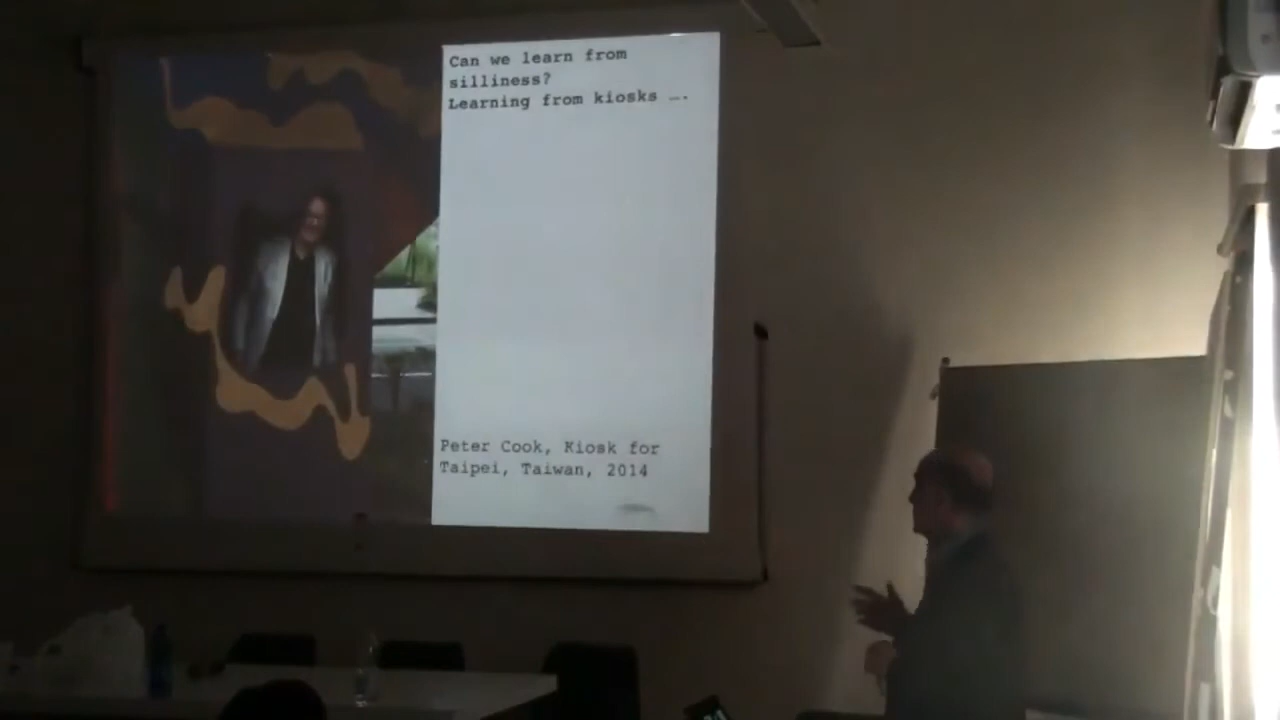 Can we learn from
silliness?
Learning from kiosks ….
Peter Cook, Kiosk for
Taipei, Taiwan, 2014